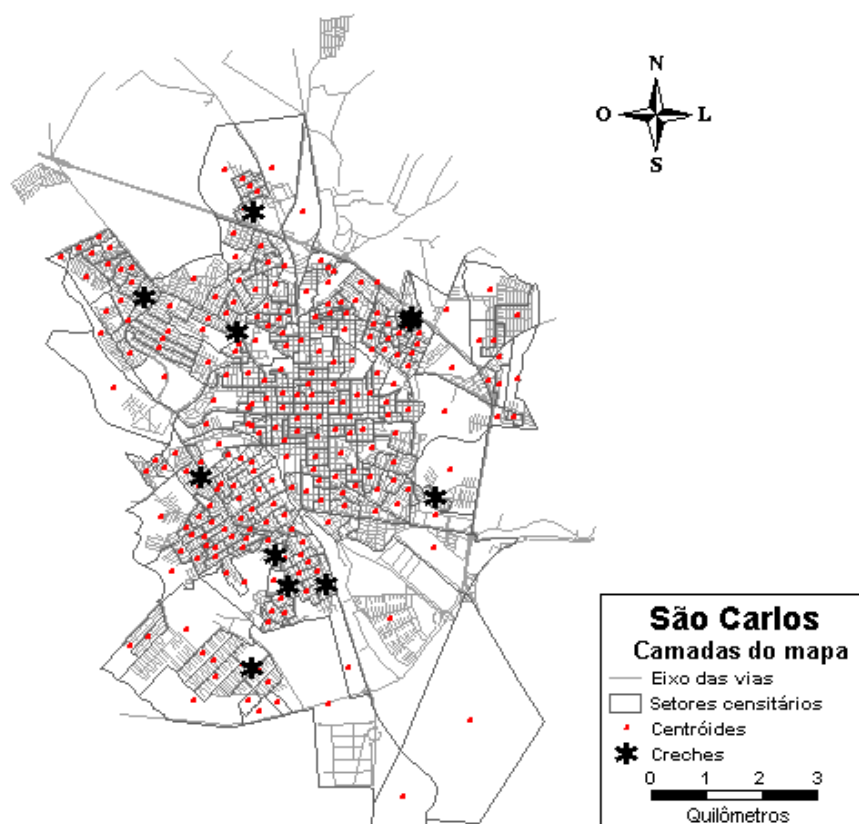 N
O L
S
São Carlos
Camadas do mapa
Eixo das vias
Setores censitários
Centróides
Creches
0 1 2 3
Quilômetros